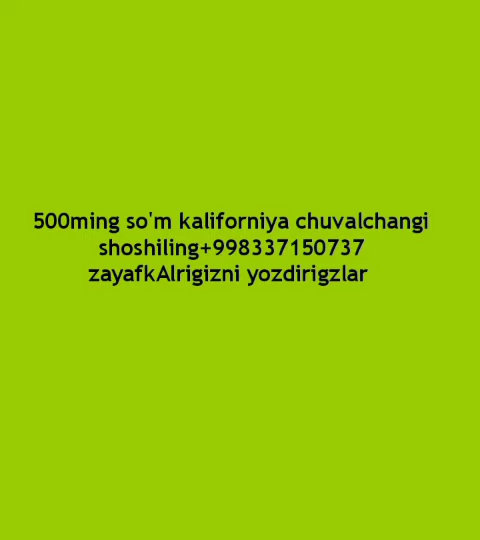 500ming so'm kaliforniya chuvalchangi
shoshiling+998337150737
zayafkAlrigizni yozdirigzlar